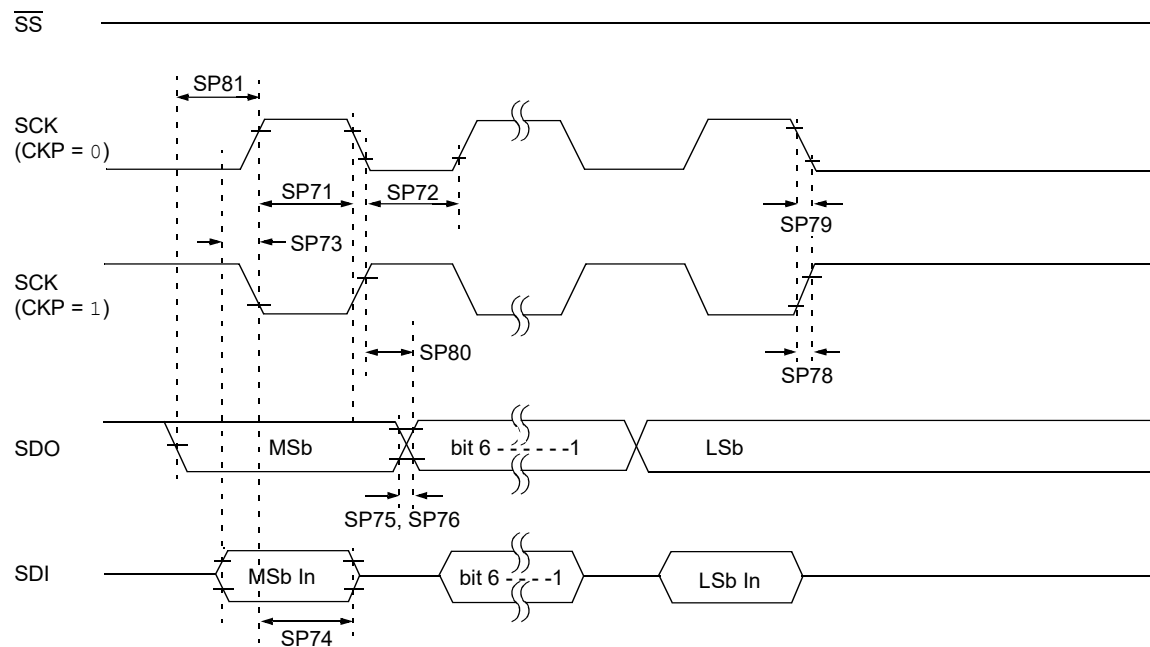 SS
SP81
SCK
(CKP = 0)
SP71
SP72
SP79
SP73
SCK
(CKP = 1)
SP80
SP78
SDO
MSb
bit 6 - - - - - -1
LSb
SP75, SP76
SDI
MSb In
bit 6 - - - -1
LSb In
SP74